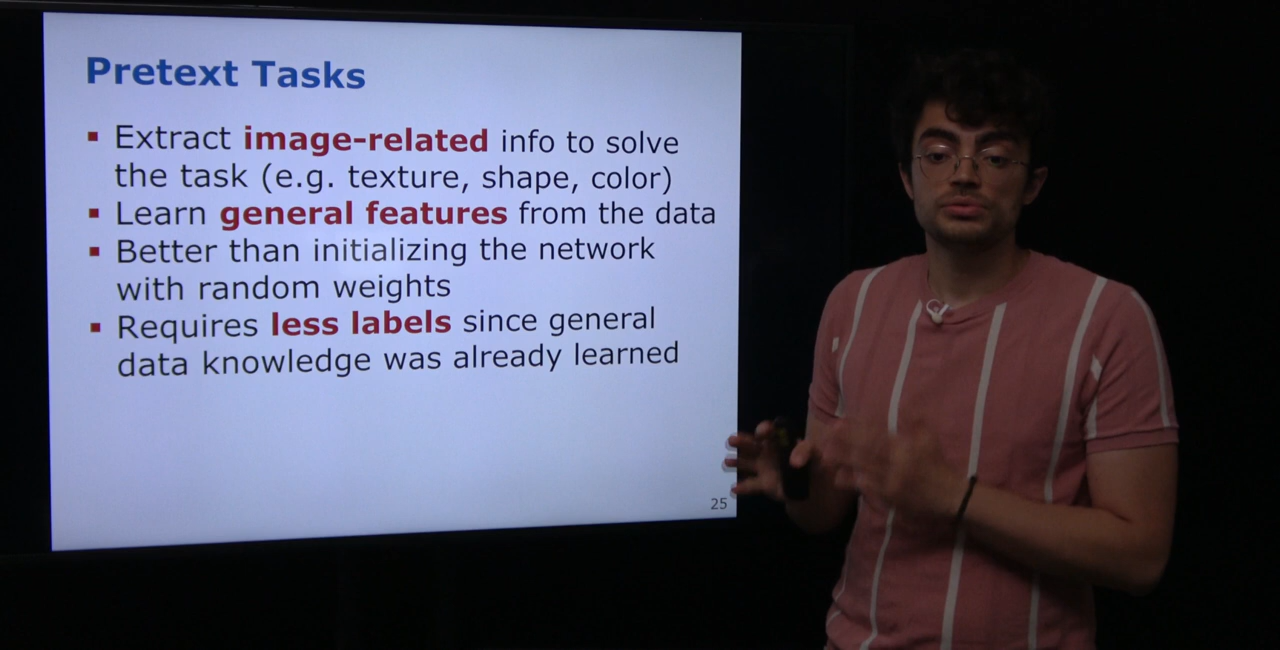 Pretext Tasks
▪ Extract image-related info to solve
the task (e.g. texture, shape, color)
▪ Learn general features from the data
▪ Better than initializing the network
with random weights
▪ Requires less labels since general
data knowledge was already learned
25